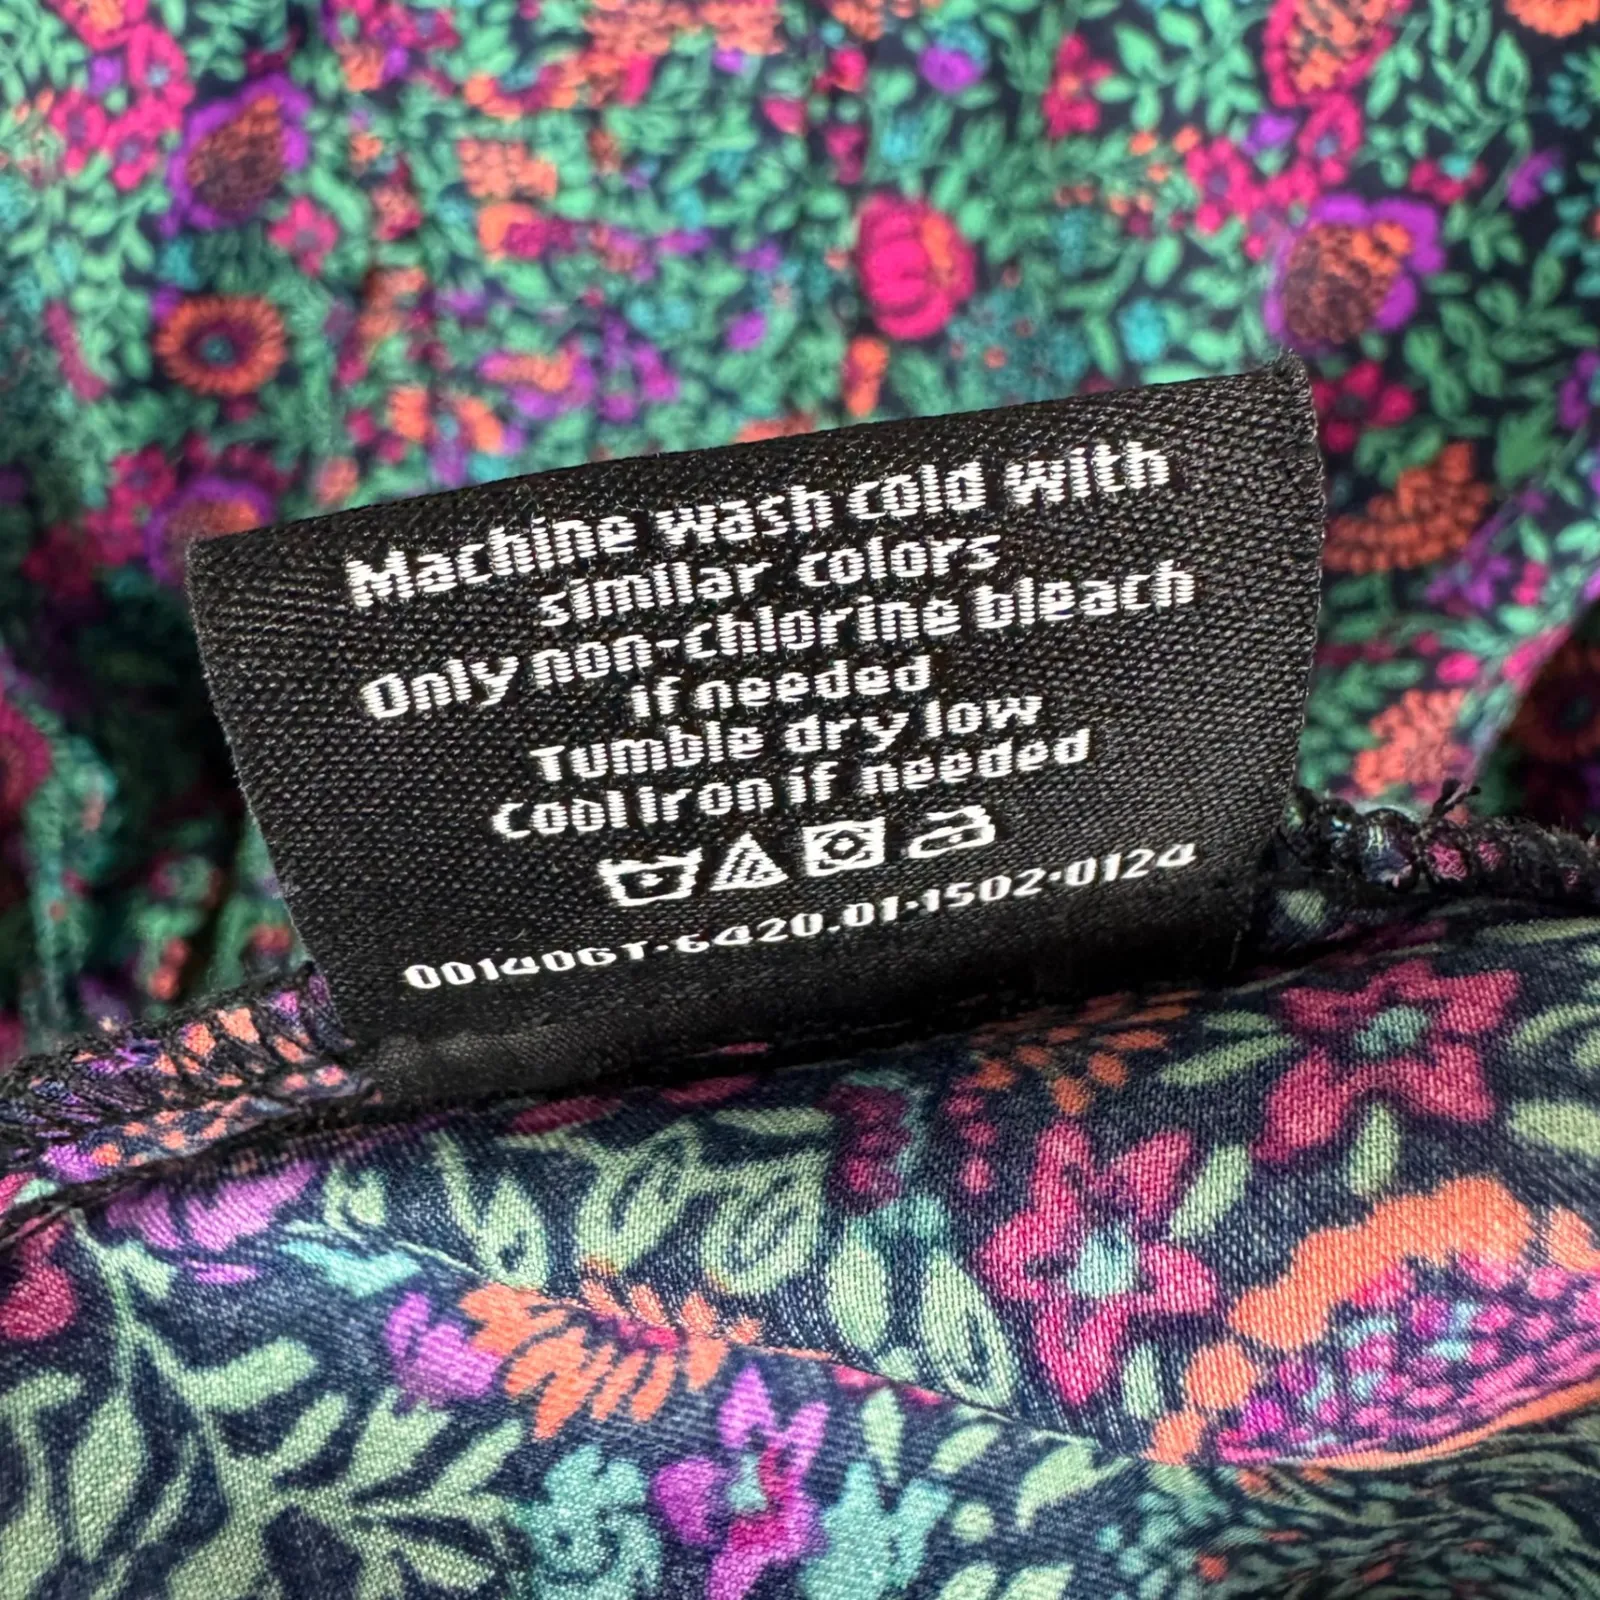 Machine wash cold with
similar colors
Only non-chlorine bleach
if needed
Tumble dry low
Cool Iron if needed
001406T-6420.01-1502-0124